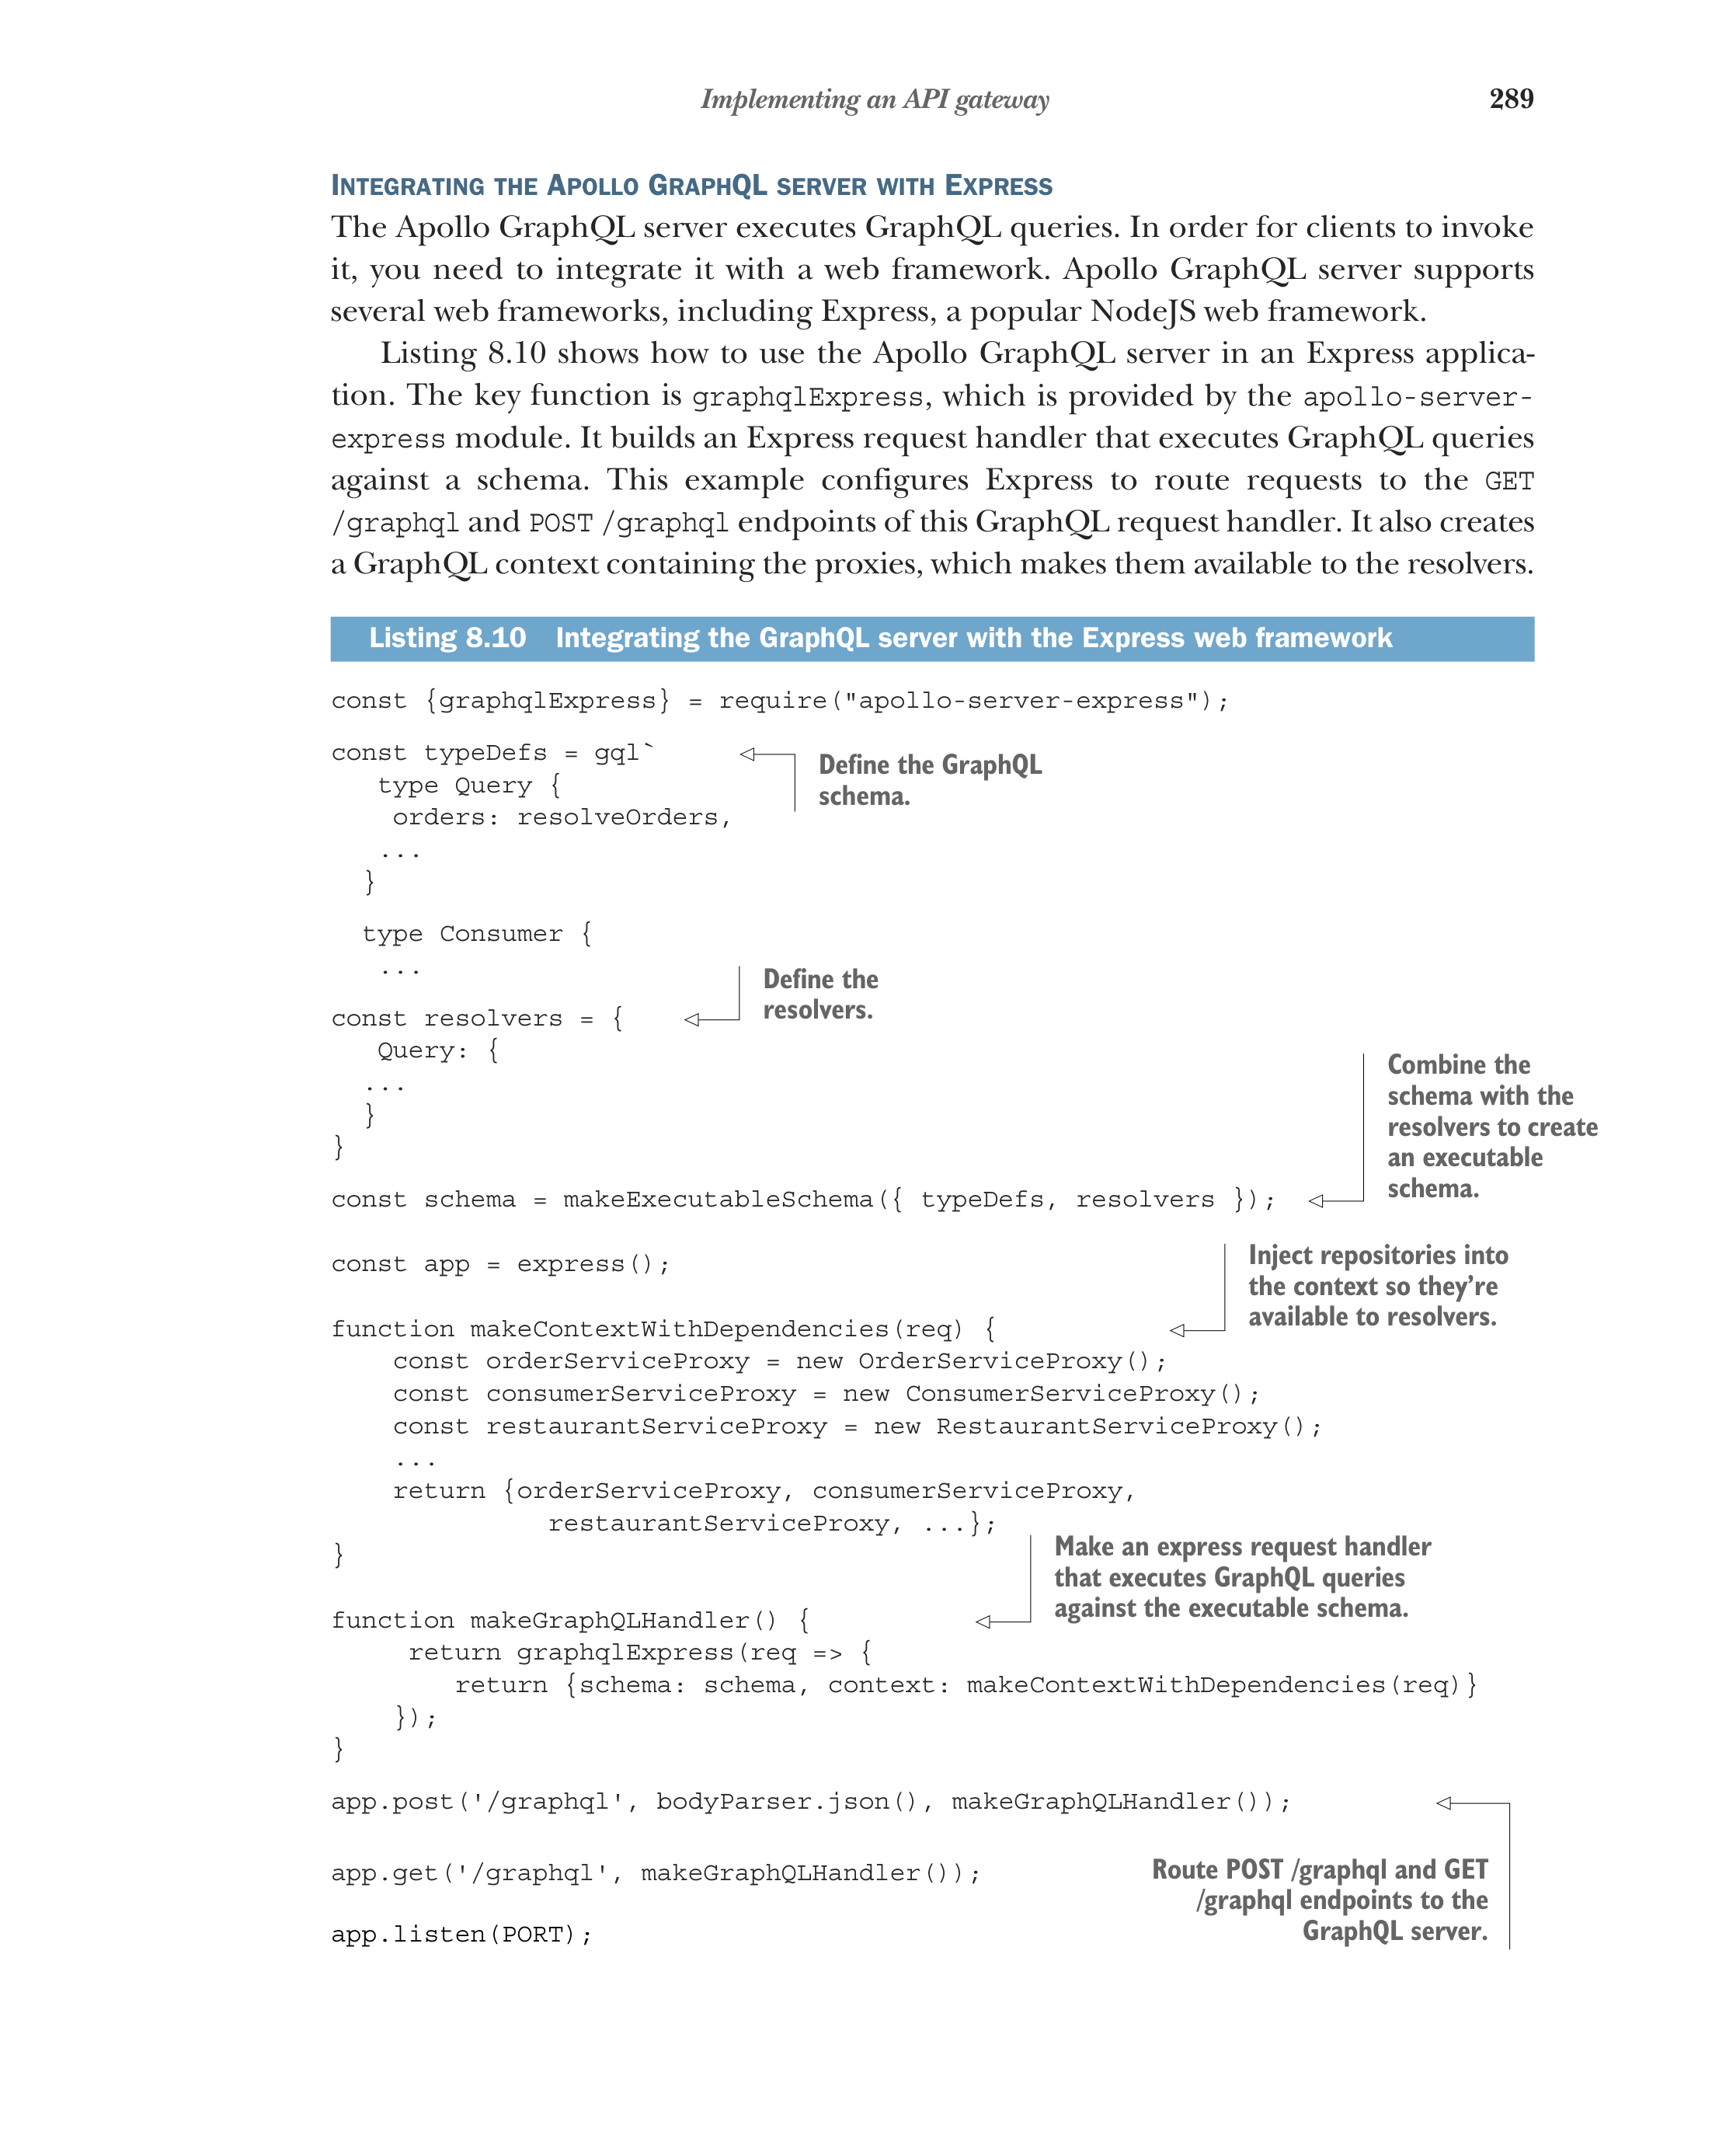 Implementing an API gateway 289
INTEGRATING THE APOLLO GRAPHQL SERVER WITH EXPRESS
The Apollo GraphQL server executes GraphQL queries. In order for clients to invoke
it, you need to integrate it with a web framework. Apollo GraphQL server supports
several web frameworks, including Express, a popular NodeJS web framework.
Listing 8.10 shows how to use the Apollo GraphQL server in an Express applica-
tion. The key function is graphqlExpress, which is provided by the apollo-server-
express module. It builds an Express request handler that executes GraphQL queries
against a schema. This example configures Express to route requests to the GET
/graphql and POST /graphql endpoints of this GraphQL request handler. It also creates
a GraphQL context containing the proxies, which makes them available to the resolvers.
Listing 8.10 Integrating the GraphQL server with the Express web framework
const {graphqlExpress} = require("apollo-server-express");
const typeDefs = gql`
type Query {
orders: resolveOrders,
...
}
Define the GraphQL
schema.
type Consumer {
...
const resolvers = {
Query: {
...
}
}
Define the
resolvers.
const schema = makeExecutableSchema({ typeDefs, resolvers });
Combine the
schema with the
resolvers to create
an executable
schema.
const app = express();
function makeContextWithDependencies(req) {
const orderServiceProxy = new OrderServiceProxy();
const consumerServiceProxy = new ConsumerServiceProxy();
const restaurantServiceProxy = new RestaurantServiceProxy();
...
return {orderServiceProxy, consumerServiceProxy,
restaurantServiceProxy, ...};
}
Inject repositories into
the context so they’re
available to resolvers.
function makeGraphQLHandler() {
return graphqlExpress(req => {
return {schema: schema, context: makeContextWithDependencies(req)}
});
}
Make an express request handler
that executes GraphQL queries
against the executable schema.
app.post('/graphql', bodyParser.json(), makeGraphQLHandler());
app.get('/graphql', makeGraphQLHandler());
app.listen(PORT);
Route POST /graphql and GET
/graphql endpoints to the
GraphQL server.